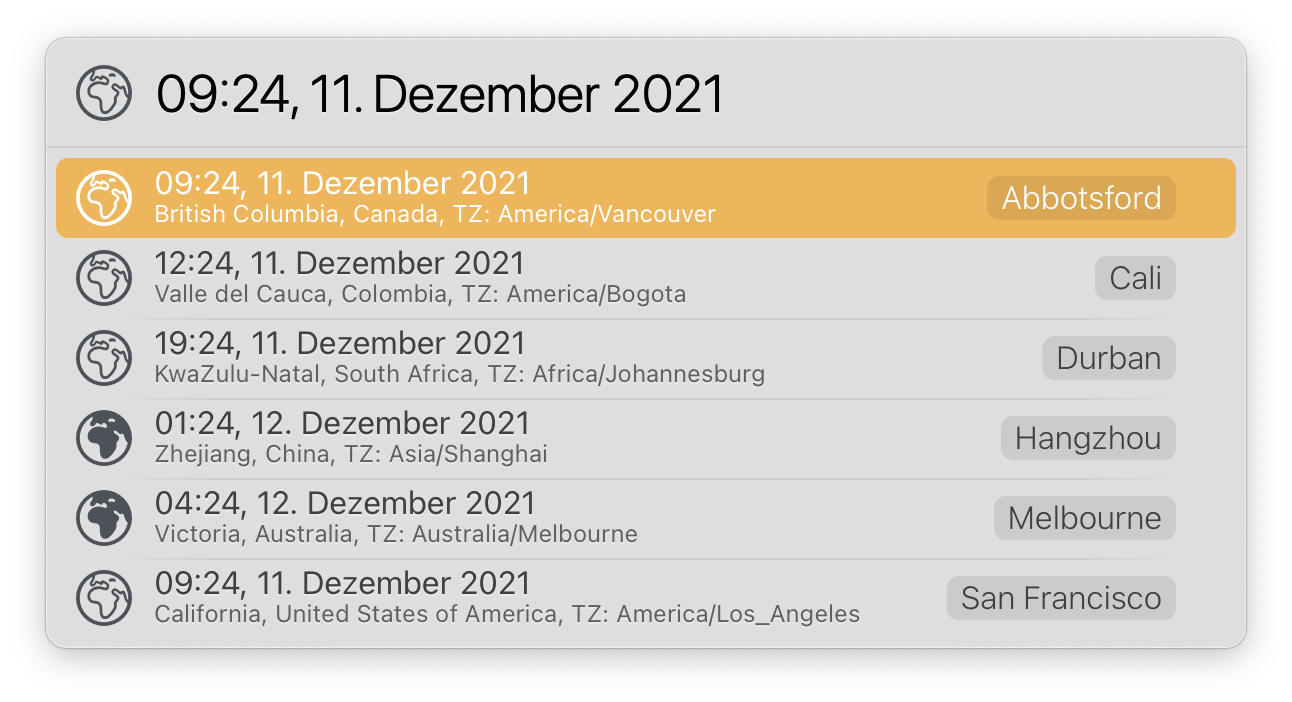 09:24, 11. Dezember 2021
09:24, 11. Dezember 2021
British Columbia, Canada, TZ: America/Vancouver
Abbotsford
12:24, 11. Dezember 2021
Valle del Cauca, Colombia, TZ: America/Bogota
Cali
19:24, 11. Dezember 2021
KwaZulu-Natal, South Africa, TZ: Africa/Johannesburg
Durban
01:24, 12. Dezember 2021
Zhejiang, China, TZ: Asia/Shanghai
Hangzhou
04:24, 12. Dezember 2021
Victoria, Australia, TZ: Australia/Melbourne
Melbourne
09:24, 11. Dezember 2021
California, United States of America, TZ: America/Los_Angeles
San Francisco